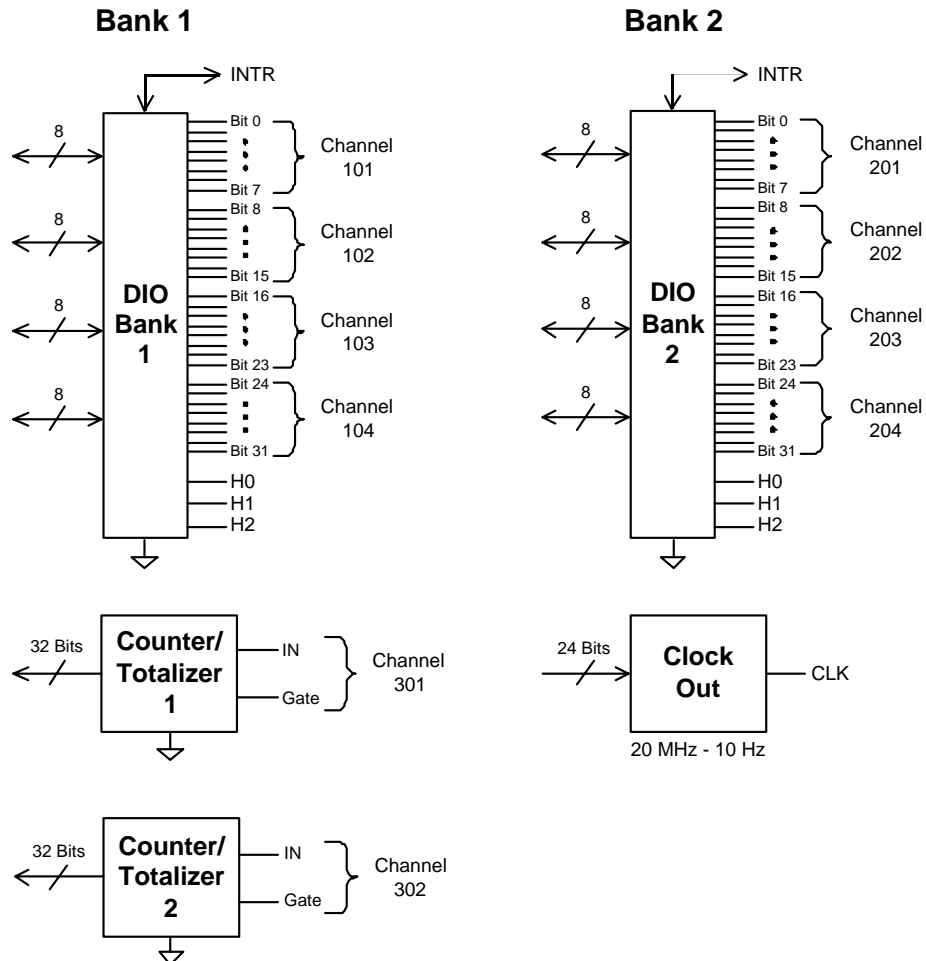 Bank 1
INTR
8
8
8
8
DIO
Bank
1
Bit 0
Bit 7
Bit 8
Bit 15
Bit 16
Bit 23
Bit 24
Bit 31
H0
H1
H2
Channel
101
Channel
102
Channel
103
Channel
104
Bank 2
INTR
8
8
8
8
DIO
Bank
2
Bit 0
Bit 7
Bit 8
Bit 15
Bit 16
Bit 23
Bit 24
Bit 31
H0
H1
H2
Channel
201
Channel
202
Channel
203
Channel
204
32 Bits
Counter/
Totalizer
1
IN
Gate
Channel
301
24 Bits
Clock
Out
CLK
20 MHz - 10 Hz
32 Bits
Counter/
Totalizer
2
IN
Gate
Channel
302